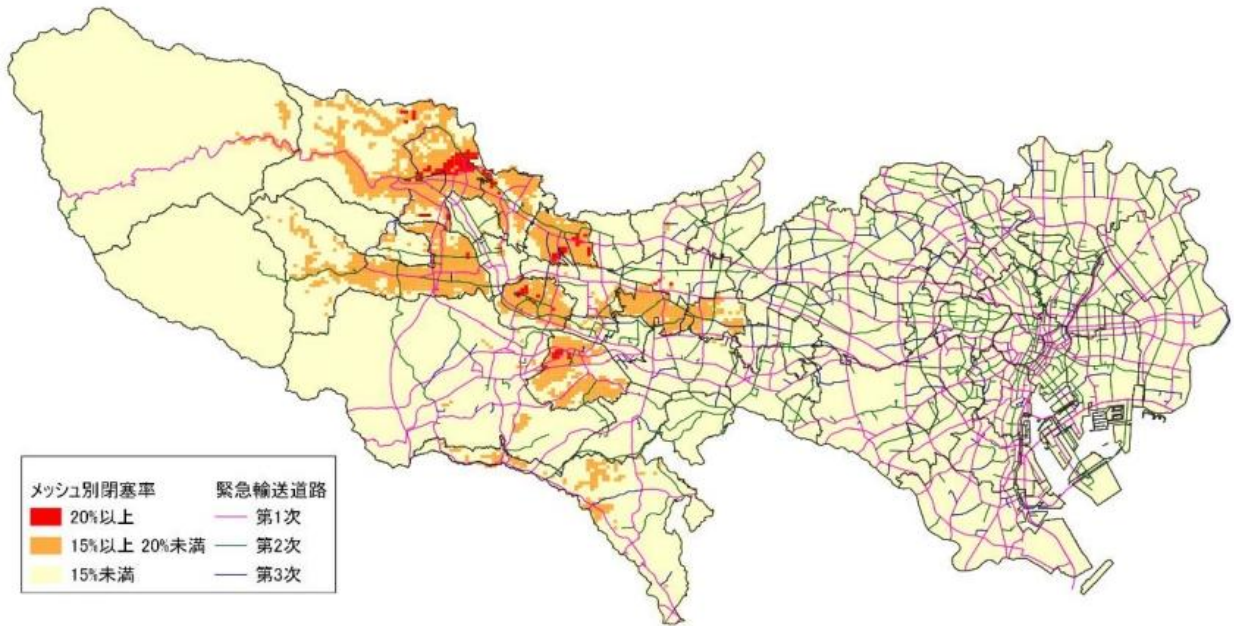 メッシュ別閉塞率
20%以上
15%以上 20%未満
15%未満
緊急輸送道路
第1次
第2次
第3次